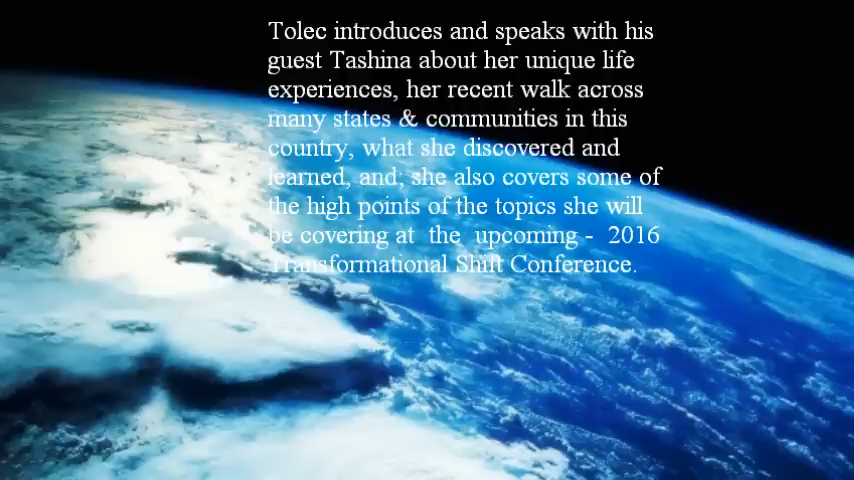 Tolec introduces and speaks with his
guest Tashina about her unique life
experiences, her recent walk across
many states & communities in this
country, what she discovered and
learned, and; she also covers some of
the high points of the topics she will
be covering at the upcoming - 2016
Transformational Shift Conference.